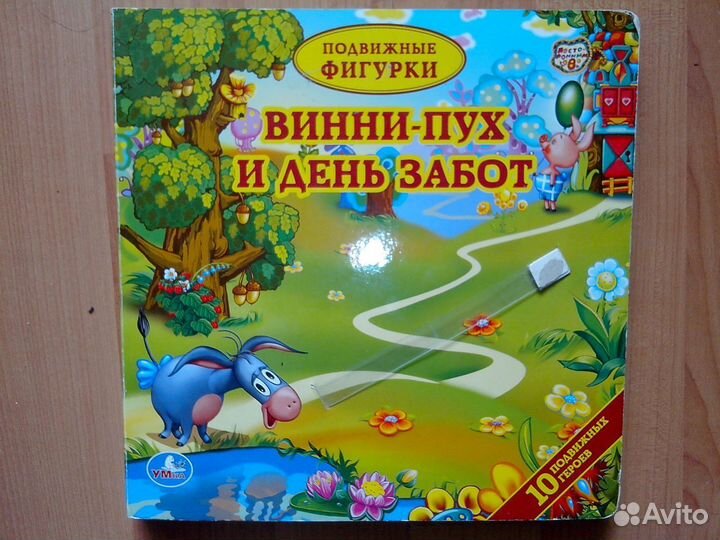 ПОДВИЖНЫЕ
ФИГУРКИ
ВИННИ-ПУХ
И ДЕНЬ ЗАБОТ
УМКА
10 ПОДВИЖНЫХ
ГЕРОЕВ
Avito